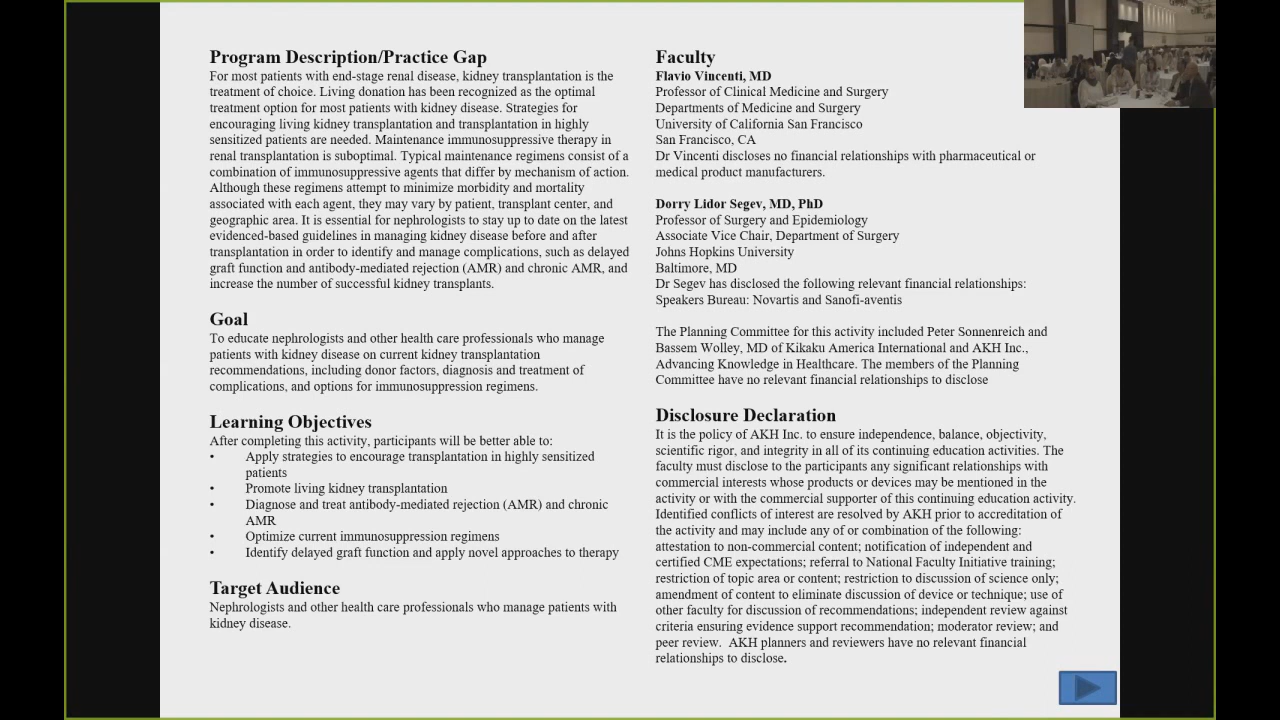 Program Description/Practice Gap
For most patients with end-stage renal disease, kidney transplantation is the
treatment of choice. Living donation has been recognized as the optimal
treatment option for most patients with kidney disease. Strategies for
encouraging living kidney transplantation and transplantation in highly
sensitized patients are needed. Maintenance immunosuppressive therapy in
renal transplantation is suboptimal. Typical maintenance regimens consist of a
combination of immunosuppressive agents that differ by mechanism of action.
Although these regimens attempt to minimize morbidity and mortality
associated with each agent, they may vary by patient, transplant center, and
geographic area. It is essential for nephrologists to stay up to date on the latest
evidenced-based guidelines in managing kidney disease before and after
transplantation in order to identify and manage complications, such as delayed
graft function and antibody-mediated rejection (AMR) and chronic AMR, and
increase the number of successful kidney transplants.
Goal
To educate nephrologists and other health care professionals who manage
patients with kidney disease on current kidney transplantation
recommendations, including donor factors, diagnosis and treatment of
complications, and options for immunosuppression regimens.
Learning Objectives
After completing this activity, participants will be better able to:
• Apply strategies to encourage transplantation in highly sensitized
patients
• Promote living kidney transplantation
• Diagnose and treat antibody-mediated rejection (AMR) and chronic
AMR
• Optimize current immunosuppression regimens
• Identify delayed graft function and apply novel approaches to therapy
Target Audience
Nephrologists and other health care professionals who manage patients with
kidney disease.
Faculty
Flavio Vincenti, MD
Professor of Clinical Medicine and Surgery
Departments of Medicine and Surgery
University of California San Francisco
San Francisco, CA
Dr Vincenti discloses no financial relationships with pharmaceutical or
medical product manufacturers.
Dorry Lidor Segev, MD, PhD
Professor of Surgery and Epidemiology
Associate Vice Chair, Department of Surgery
Johns Hopkins University
Baltimore, MD
Dr Segev has disclosed the following relevant financial relationships:
Speakers Bureau: Novartis and Sanofi-aventis
The Planning Committee for this activity included Peter Sonnenreich and
Bassem Wolley, MD of Kikaku America International and AKH Inc.,
Advancing Knowledge in Healthcare. The members of the Planning
Committee have no relevant financial relationships to disclose
Disclosure Declaration
It is the policy of AKH Inc. to ensure independence, balance, objectivity,
scientific rigor, and integrity in all of its continuing education activities. The
faculty must disclose to the participants any significant relationships with
commercial interests whose products or devices may be mentioned in the
activity or with the commercial supporter of this continuing education activity.
Identified conflicts of interest are resolved by AKH prior to accreditation of
the activity and may include any of or combination of the following:
attestation to non-commercial content; notification of independent and
certified CME expectations; referral to National Faculty Initiative training;
restriction of topic area or content; restriction to discussion of science only;
amendment of content to eliminate discussion of device or technique; use of
other faculty for discussion of recommendations; independent review against
criteria ensuring evidence support recommendation; moderator review; and
peer review.  AKH planners and reviewers have no relevant financial
relationships to disclose.